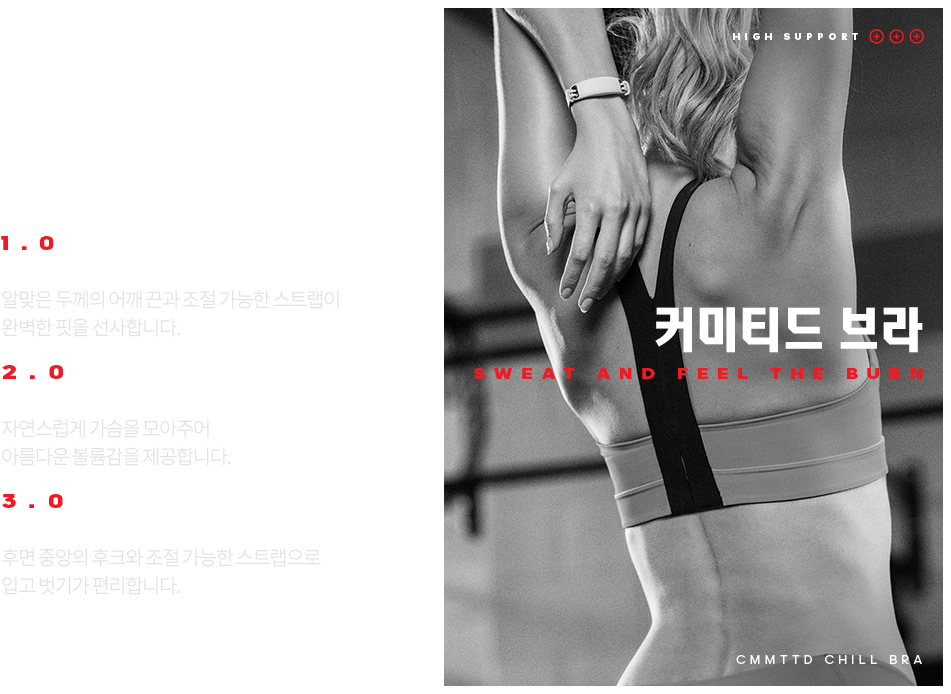 1.0
알맞은 두께의 어깨 끈과 조절 가능한 스트랩이
완벽한 핏을 선사합니다.
2.0
자연스럽게 가슴을 모아주어
아름다운 볼륨감을 제공합니다.
3.0
후면 중앙의 후크와 조절 가능한 스트랩으로
입고 벗기가 편리합니다.
HIGH SUPPORT
커미티드 브라
SWEAT AND FEEL THE BURN
CMMTTD CHILL BRA